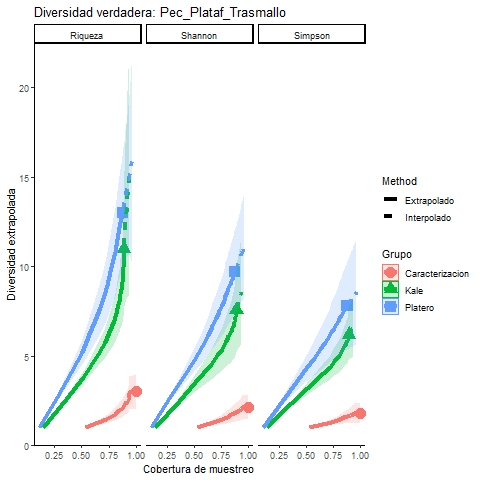 Diversidad verdadera: Pec_Plataf_Trasmallo
Riqueza
Shannon
Simpson
Diversidad extrapolada
20
15
10
5
0
0.25 0.50 0.75 1.00
0.25 0.50 0.75 1.00
0.25 0.50 0.75 1.00
Cobertura de muestreo
Method
Extrapolado
Interpolado
Grupo
Caracterizacion
Kale
Platero